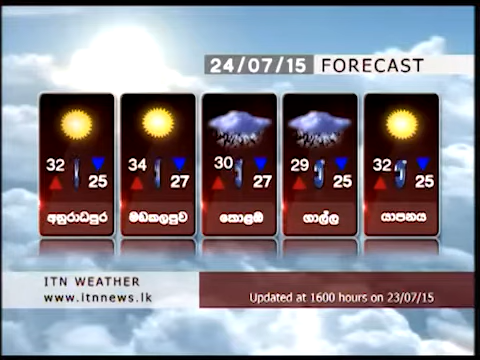 24/07/15 FORECAST
32 25
34 27
30 27
29 25
32 25
අනුරාධපුර
මඩකලපුව
කොළඹ
ගාල්ල
යාපනය
ITN WEATHER
www.itnnews.lk
Updated at 1600 hours on 23/07/15